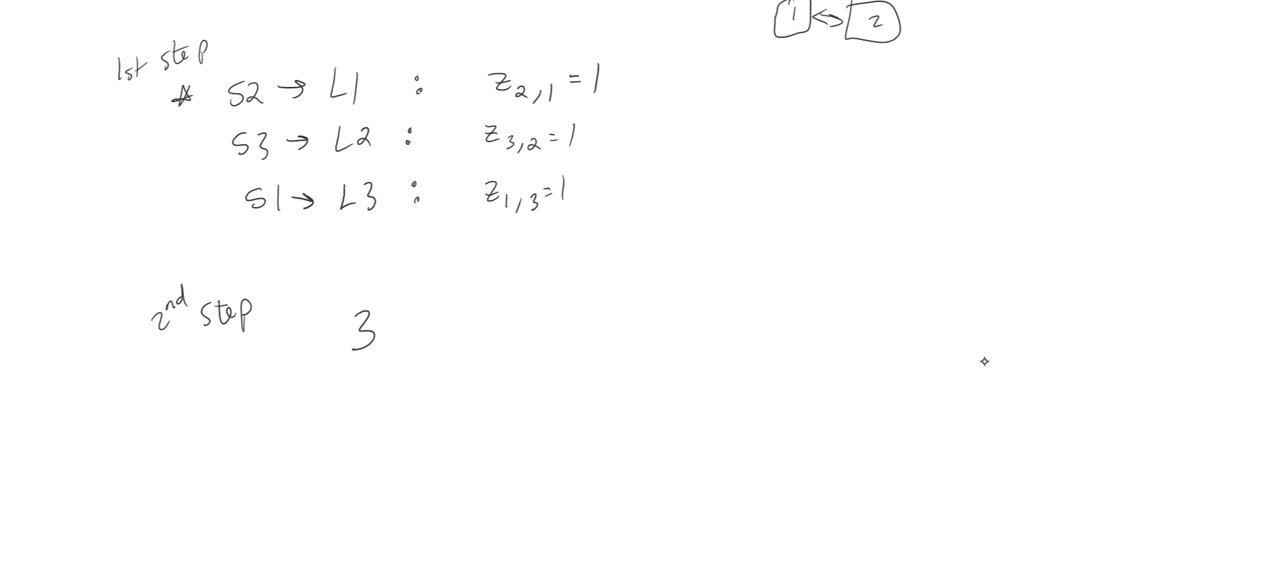 1 ↔ 2
1st step
* S2 → L1 : z2,1 = 1
S3 → L2 : z3,2 = 1
S1 → L3 : z1,3 = 1
2nd step 3